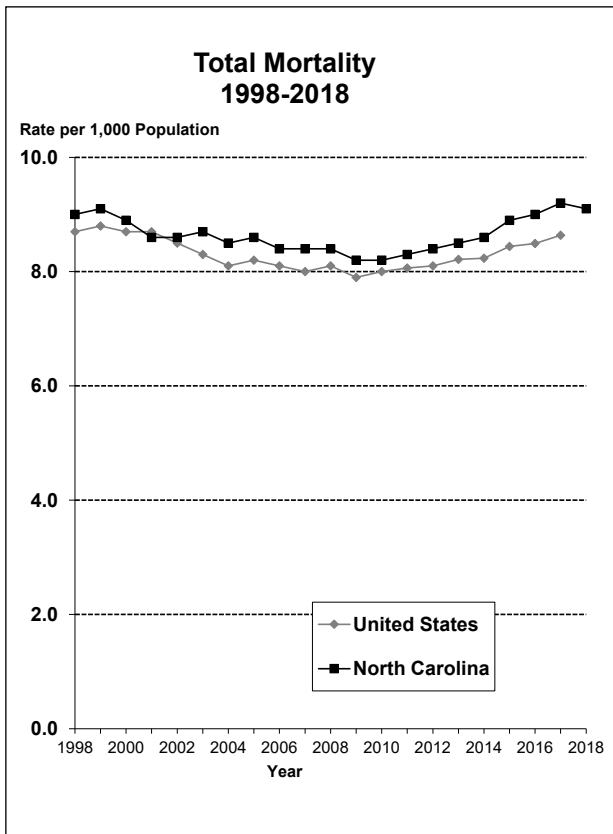 Total Mortality
1998-2018
Rate per 1,000 Population
10.0
8.0
6.0
4.0
2.0
0.0
United States
North Carolina
1998 2000 2002 2004 2006 2008 2010 2012 2014 2016 2018
Year